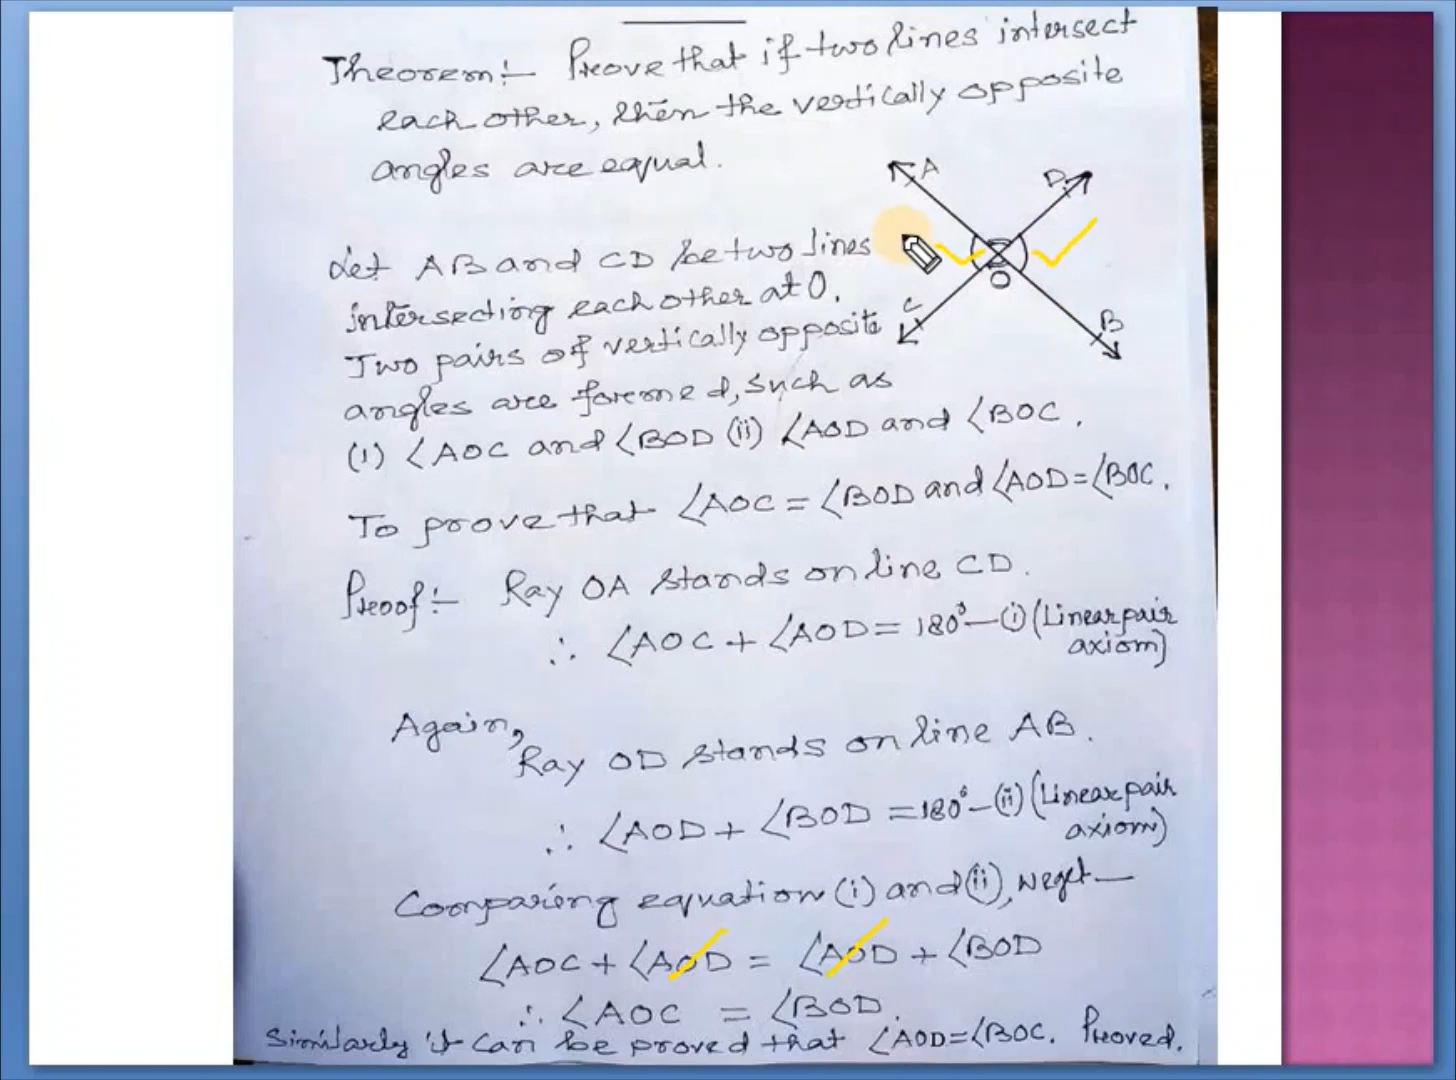 Theorem:- Prove that if two lines intersect
each other, then the vertically opposite
angles are equal.
A
D
O
C
B
Let AB and CD be two lines
intersecting each other at O.
Two pairs of vertically opposite
angles are formed, such as
(i) ∠AOC and ∠BOD (ii) ∠AOD and ∠BOC.
To prove that ∠AOC = ∠BOD and ∠AOD = ∠BOC.
Proof:- Ray OA stands on line CD.
∴ ∠AOC + ∠AOD = 180° — (i) (Linear pair
axiom)
Again,
Ray OD stands on line AB.
∴ ∠AOD + ∠BOD = 180° — (ii) (Linear pair
axiom)
Comparing equation (i) and (ii), we get —
∠AOC + ∠AOD = ∠AOD + ∠BOD
∴ ∠AOC = ∠BOD.
Similarly it can be proved that ∠AOD = ∠BOC. Proved.